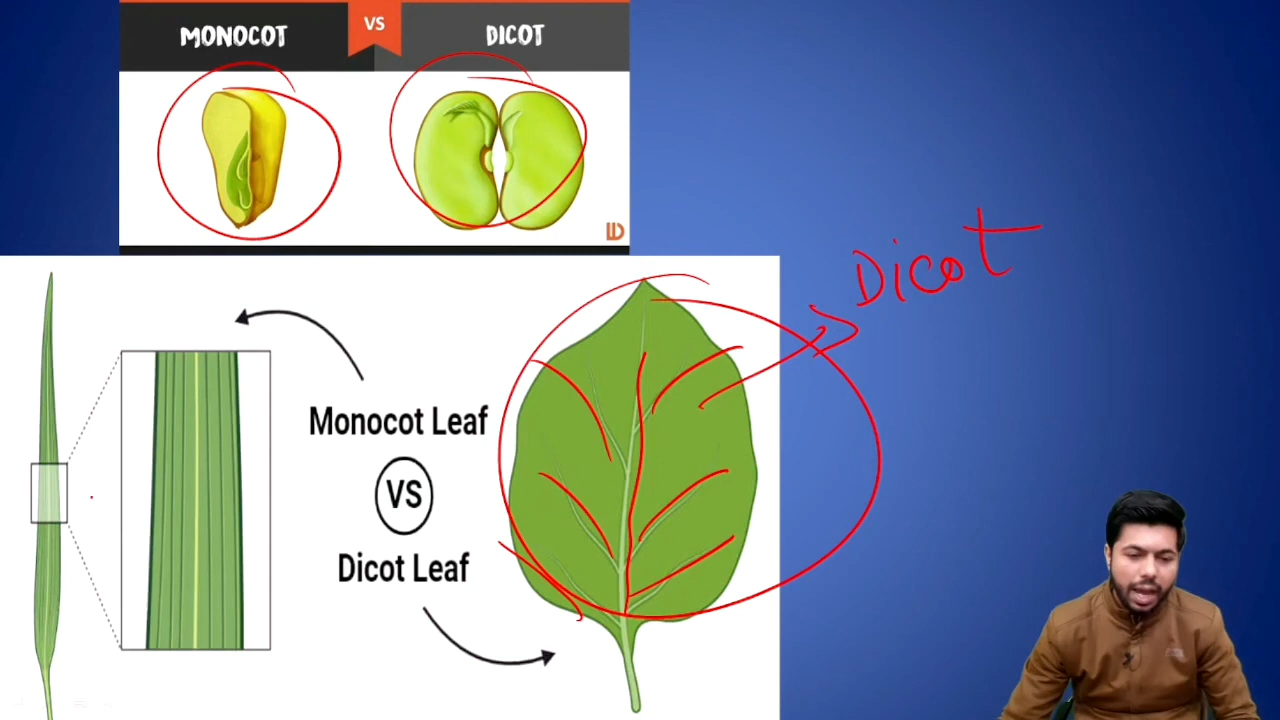 MONOCOT
VS
DICOT
Dicot
Monocot Leaf
VS
Dicot Leaf